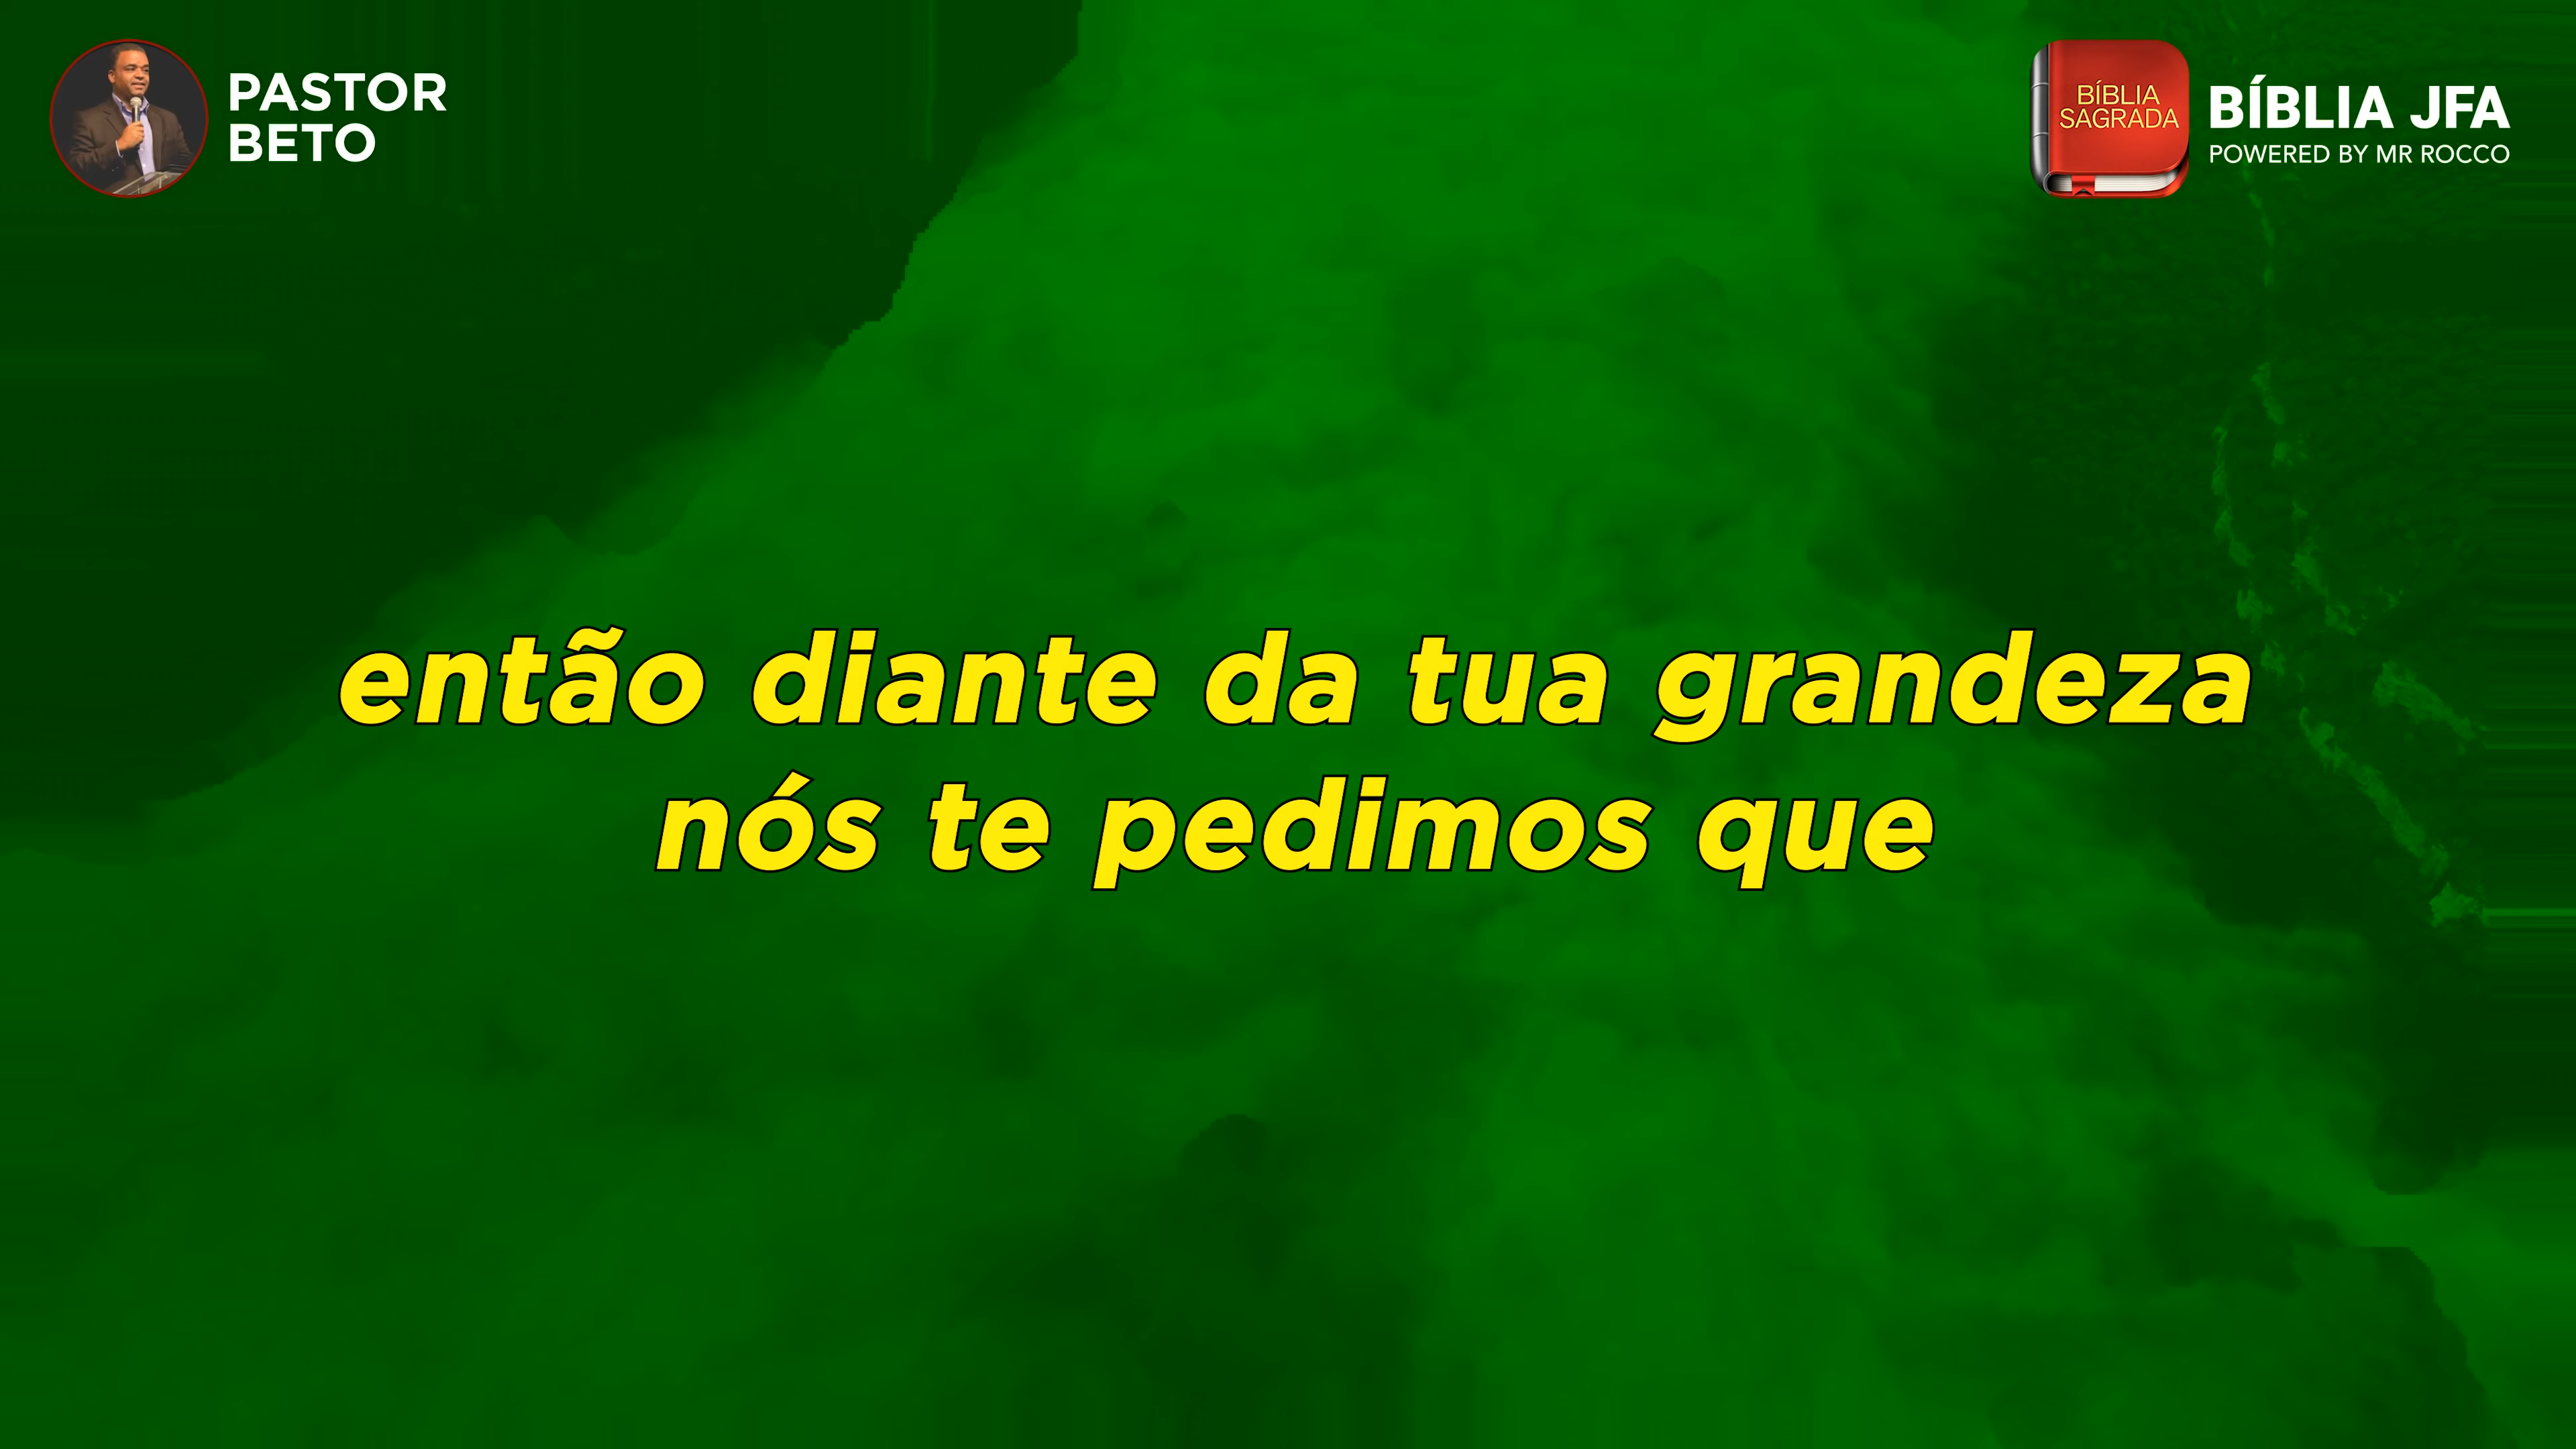 PASTOR
BETO
BÍBLIA
SAGRADA
BÍBLIA JFA
POWERED BY MR ROCCO
então diante da tua grandeza
nós te pedimos que